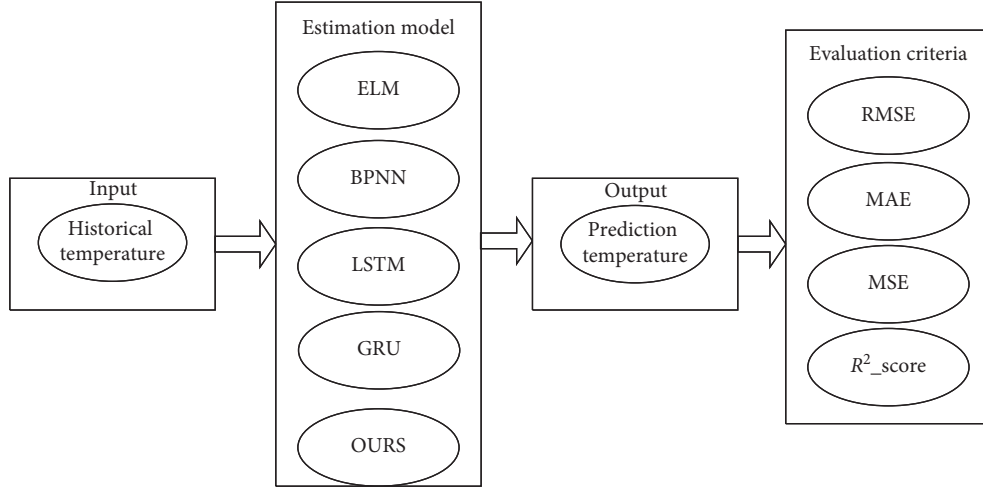 Input
Historical
temperature
Estimation model
ELM
BPNN
LSTM
GRU
OURS
Output
Prediction
temperature
Evaluation criteria
RMSE
MAE
MSE
R²_score